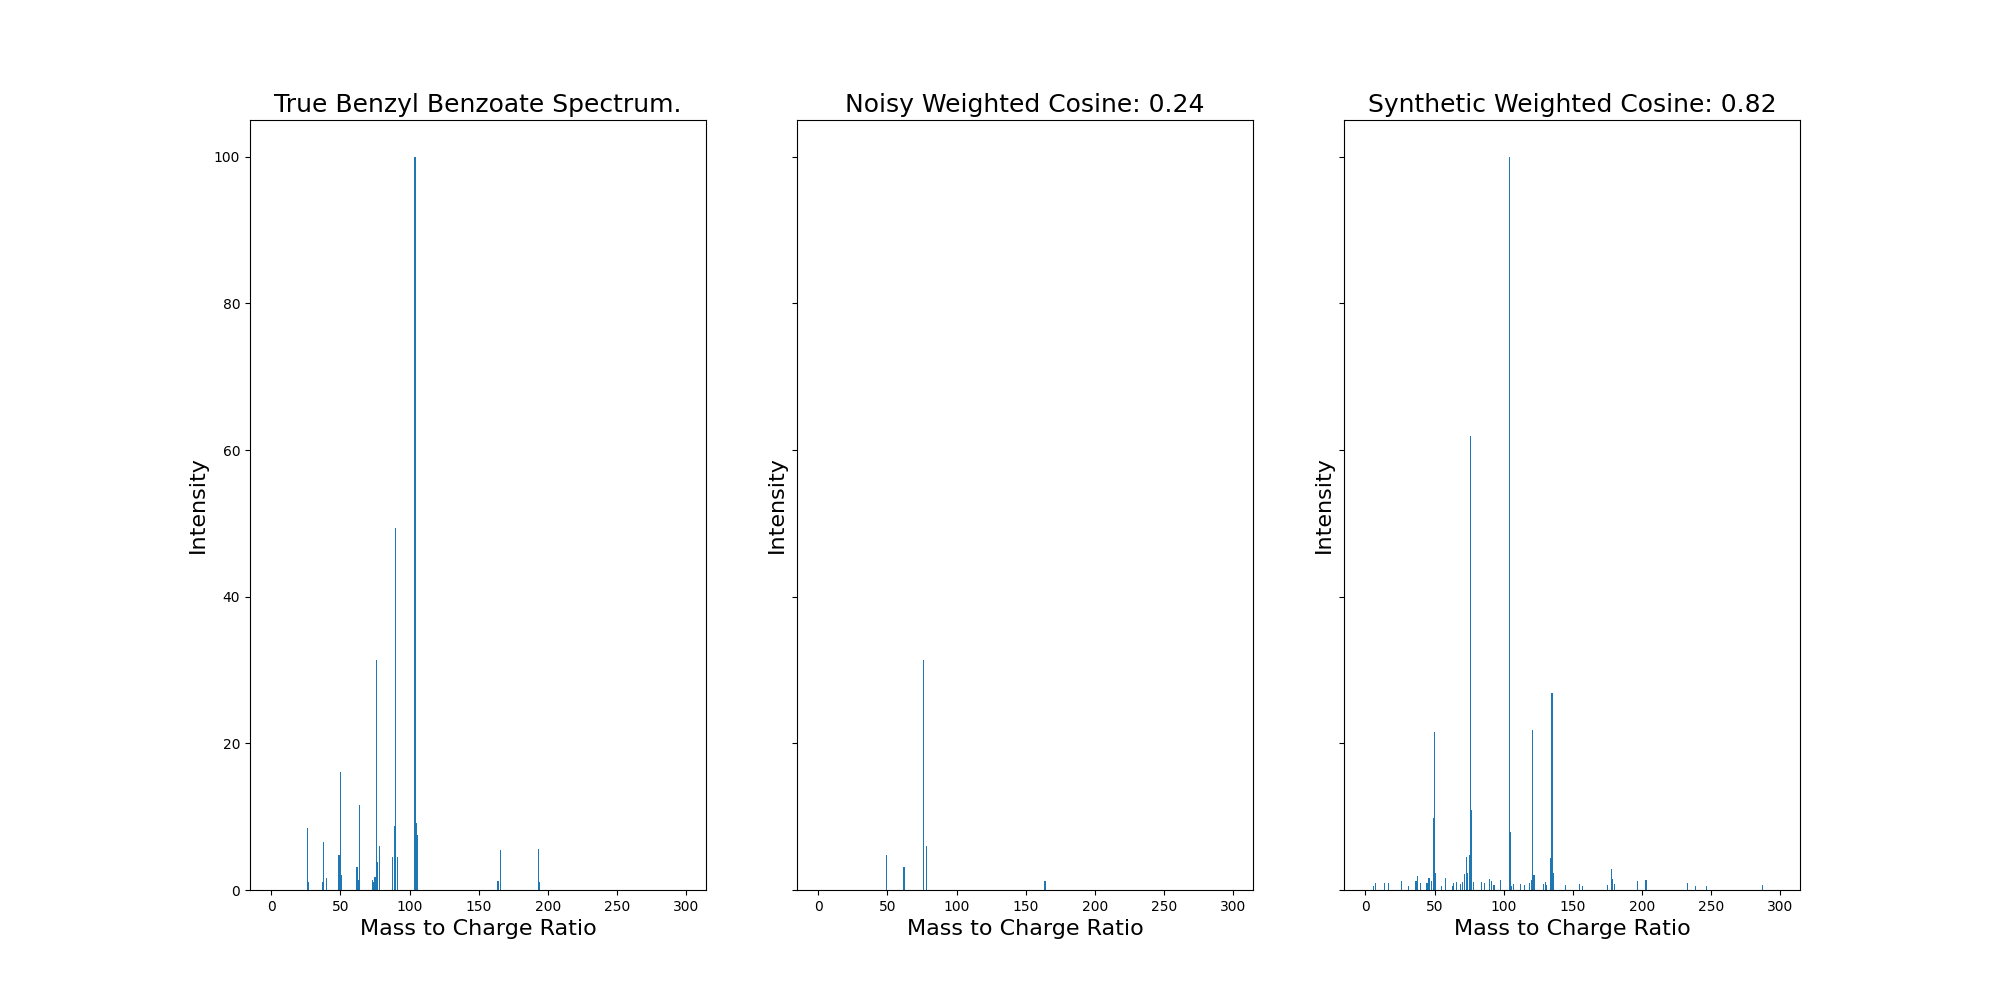 True Benzyl Benzoate Spectrum.
Intensity
100
80
60
40
20
0
0 50 100 150 200 250 300
Mass to Charge Ratio
Noisy Weighted Cosine: 0.24
Intensity
0 50 100 150 200 250 300
Mass to Charge Ratio
Synthetic Weighted Cosine: 0.82
Intensity
0 50 100 150 200 250 300
Mass to Charge Ratio